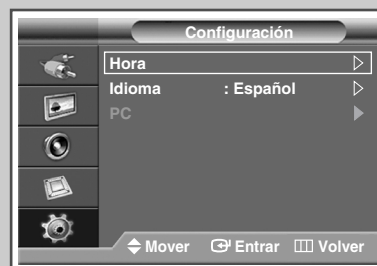 Configuración
Hora
Idioma : Español
PC
Mover Entrar Volver